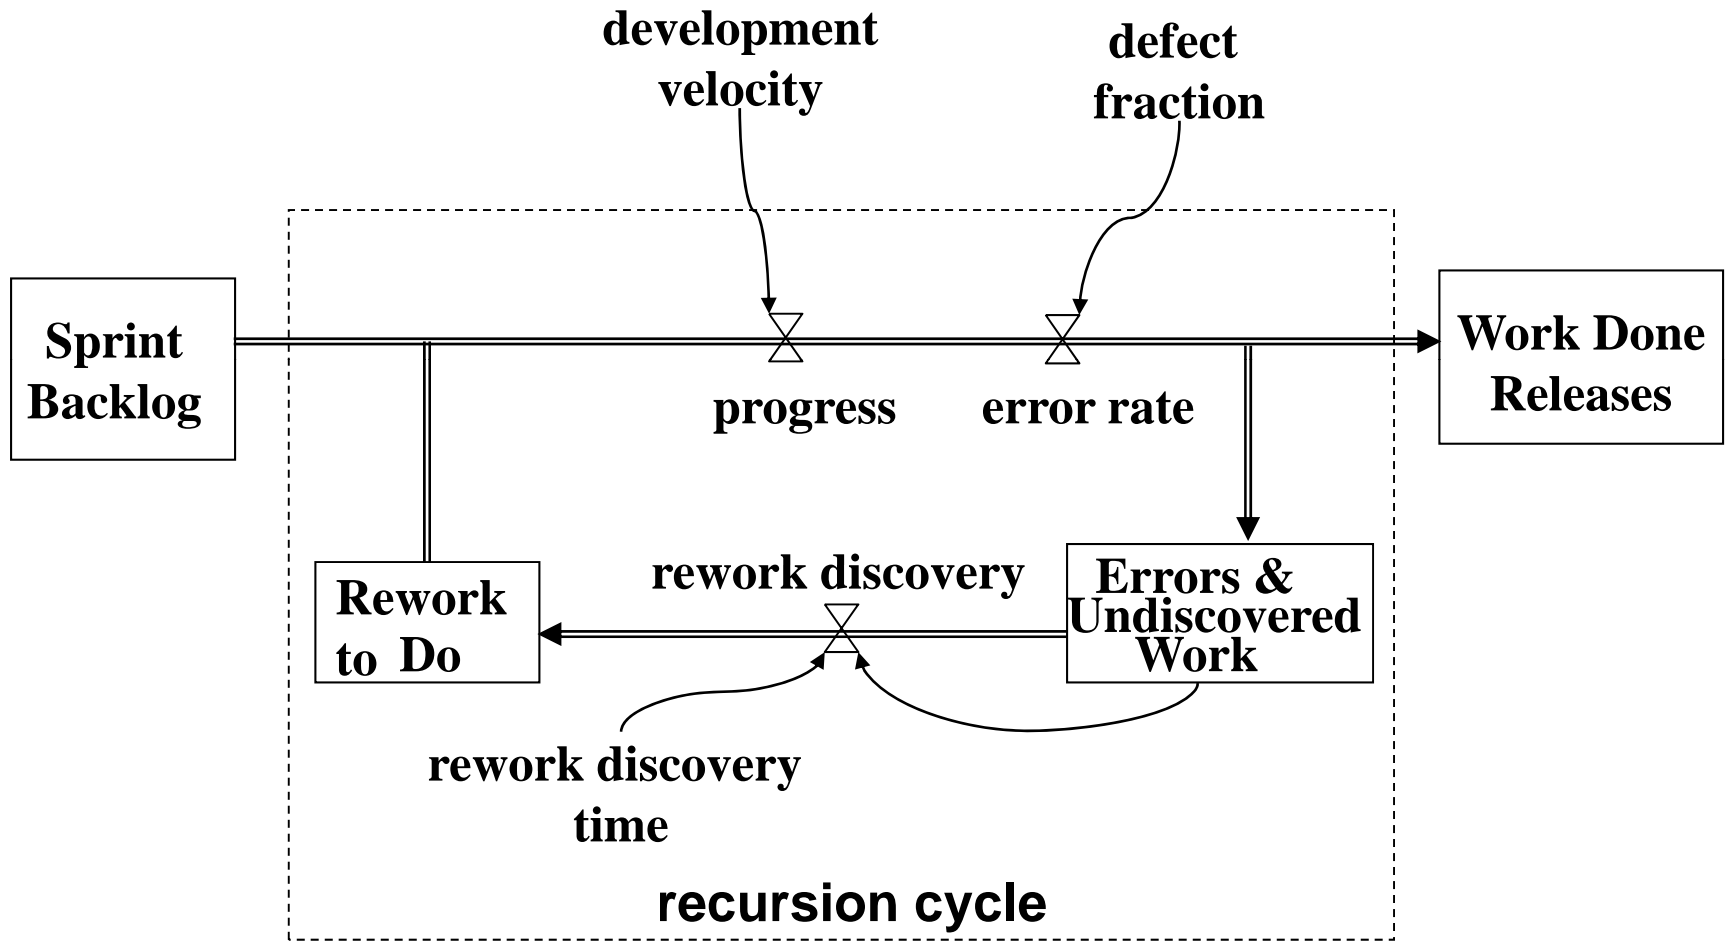 development
velocity
defect
fraction
Sprint
Backlog
Work Done
Releases
progress
error rate
rework discovery
Errors &
Undiscovered
Work
Rework
to Do
rework discovery
time
recursion cycle